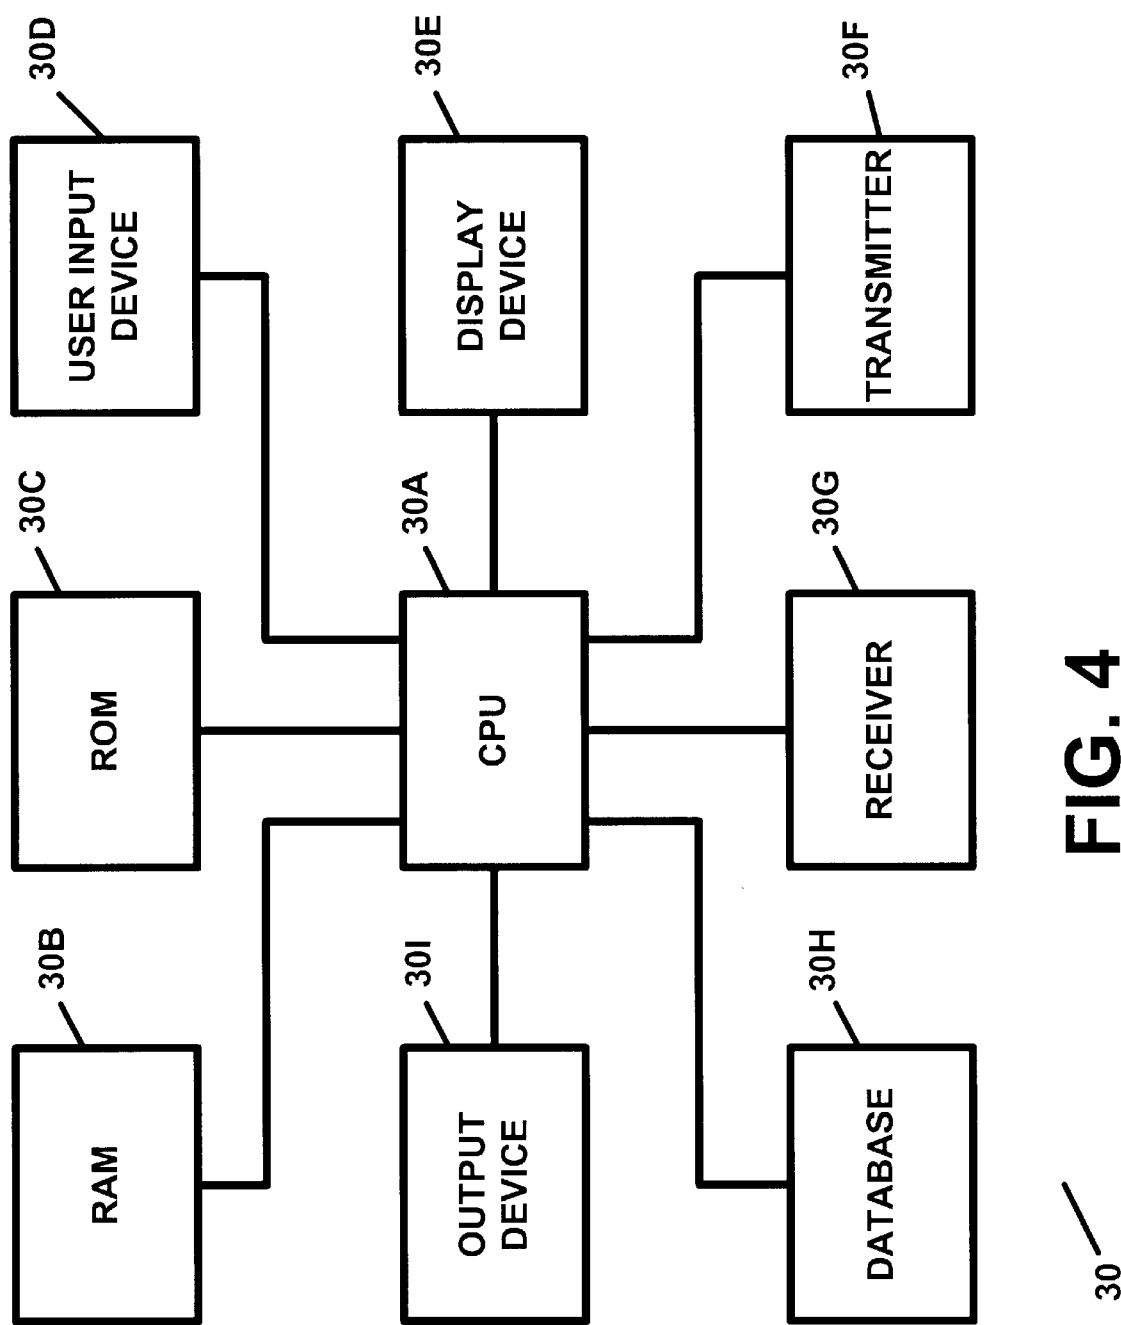 30B
30C
30D
RAM
ROM
USER INPUT
DEVICE
30I
30A
30E
OUTPUT
DEVICE
CPU
DISPLAY
DEVICE
30H
30G
30F
DATABASE
RECEIVER
TRANSMITTER
30
FIG. 4